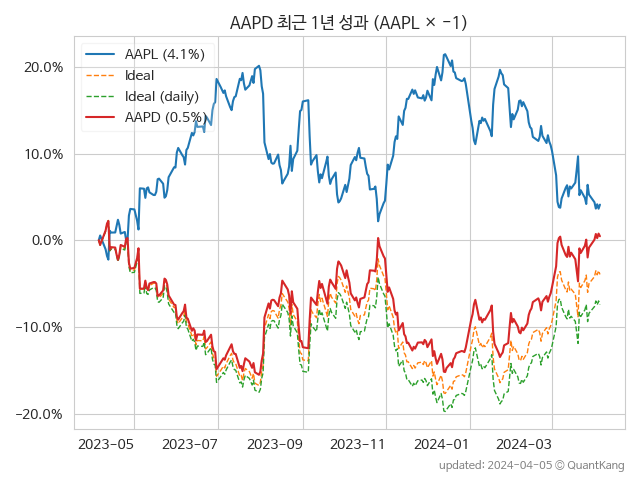 AAPD 최근 1년 성과 (AAPL × −1)
AAPL (4.1%)
Ideal
Ideal (daily)
AAPD (0.5%)
20.0%
10.0%
0.0%
−10.0%
−20.0%
2023-05 2023-07 2023-09 2023-11 2024-01 2024-03
updated: 2024-04-05 © QuantKang